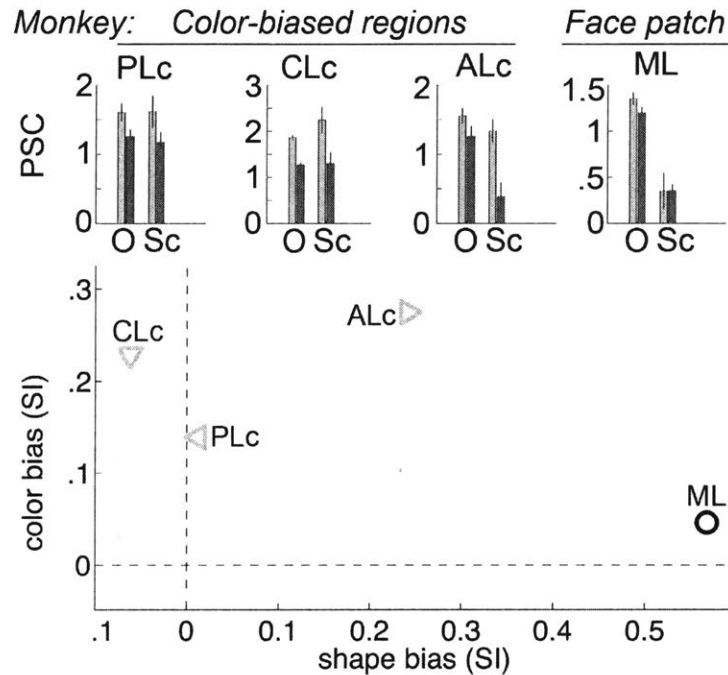 Monkey: Color-biased regions Face patch
PLc CLc ALc ML
PSC
2 3 2 1.5
1 2 1 1
1 .5
0 0 0 0
O Sc O Sc O Sc O Sc
.3
CLc ALc
.2
PLc
.1
ML
0
color bias (SI)
.1 0 0.1 0.2 0.3 0.4 0.5
shape bias (SI)